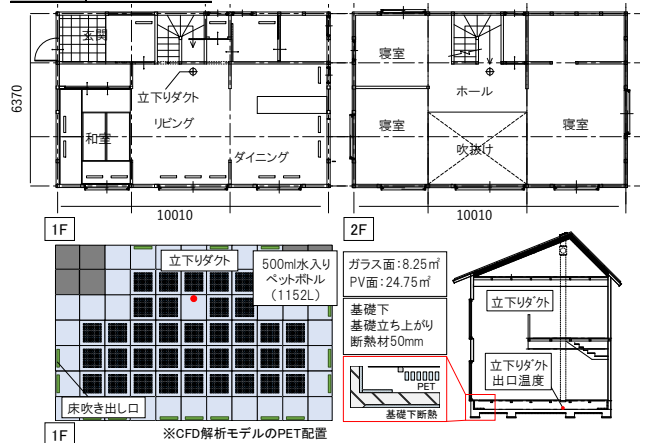 玄関
立下りダクト
リビング
和室
ダイニング
6370
10010
1F
寝室
ホール
寝室
寝室
吹抜け
10010
2F
立下りダクト
500ml水入り
ペットボトル
(1152L)
床吹き出し口
1F
※CFD解析モデルのPET配置
ガラス面:8.25㎡
PV面:24.75㎡
基礎下
基礎立ち上がり
断熱材50mm
PET
基礎下断熱
立下りダクト
立下りダクト
出口温度